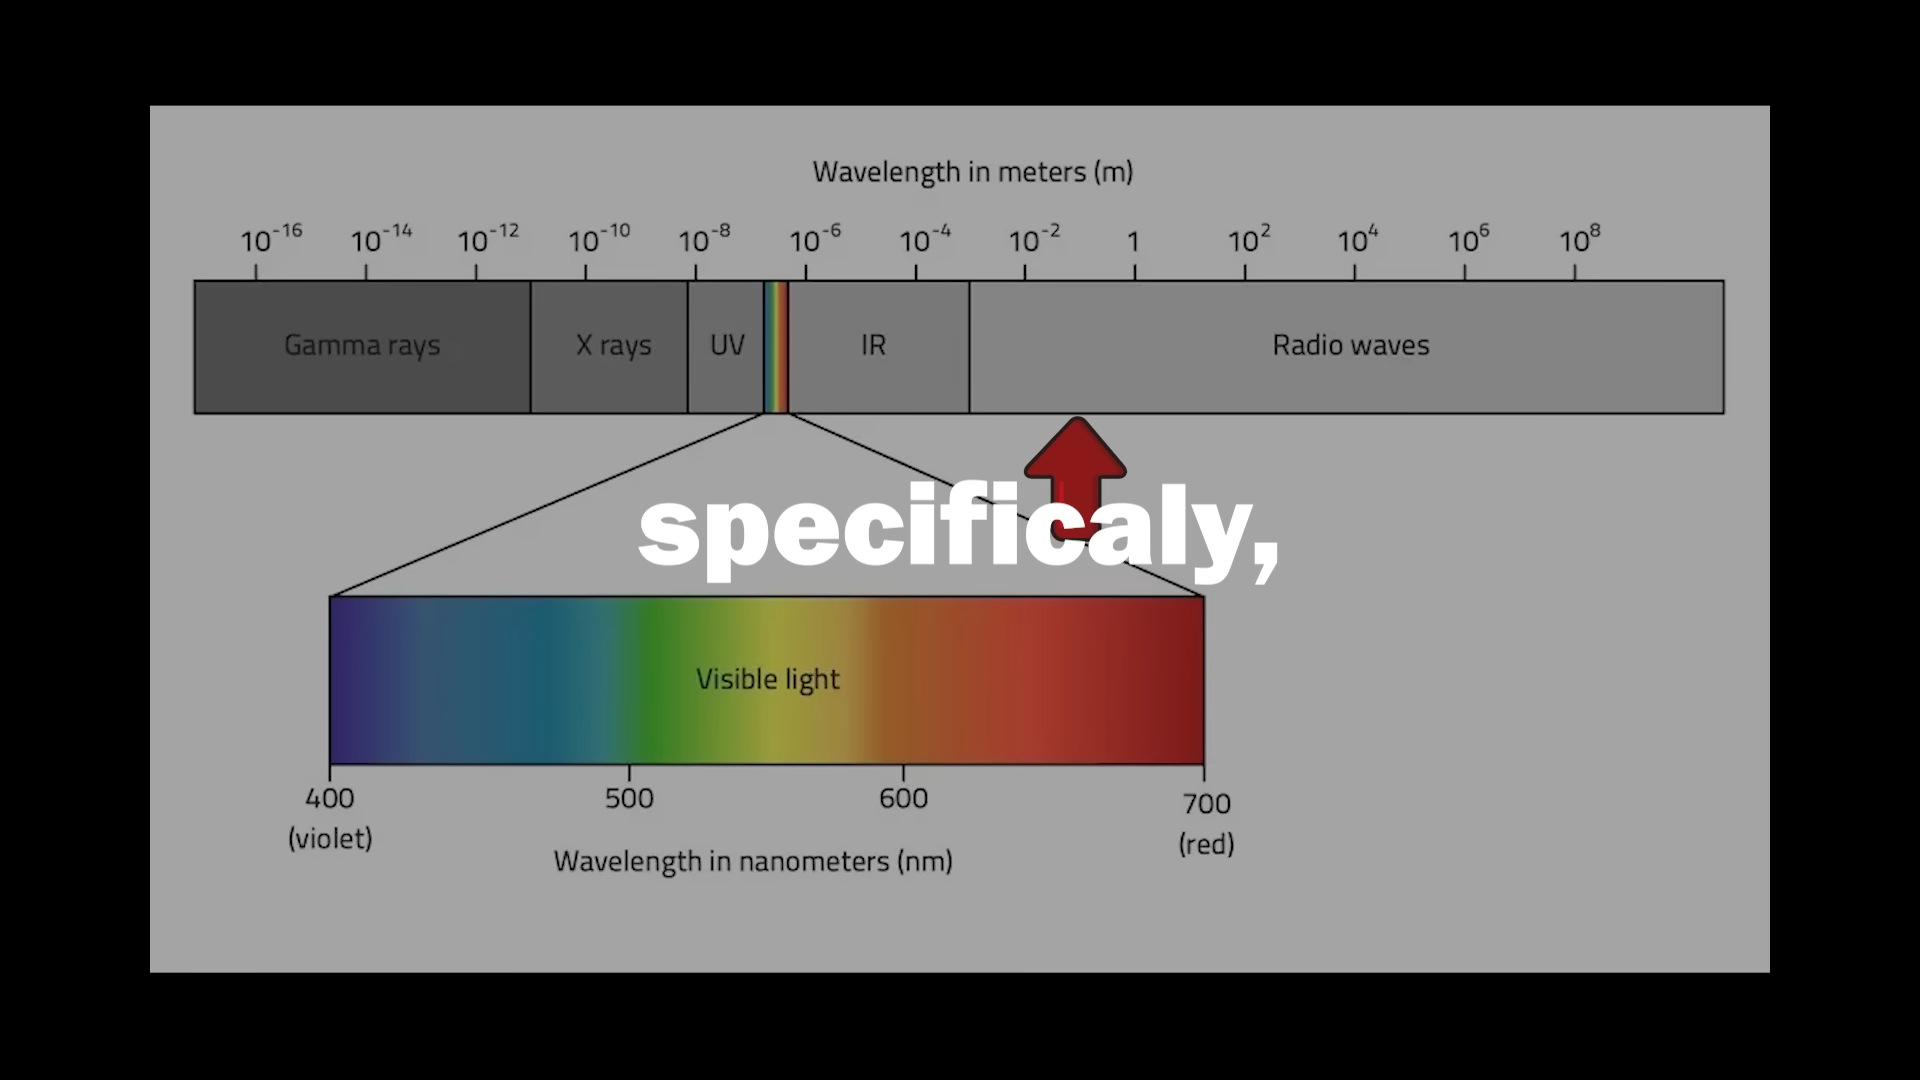 Wavelength in meters (m)
10⁻¹⁶ 10⁻¹⁴ 10⁻¹² 10⁻¹⁰ 10⁻⁸ 10⁻⁶ 10⁻⁴ 10⁻² 1 10² 10⁴ 10⁶ 10⁸
Gamma rays X rays UV IR Radio waves
specificaly,
Visible light
400 500 600 700
(violet) (red)
Wavelength in nanometers (nm)